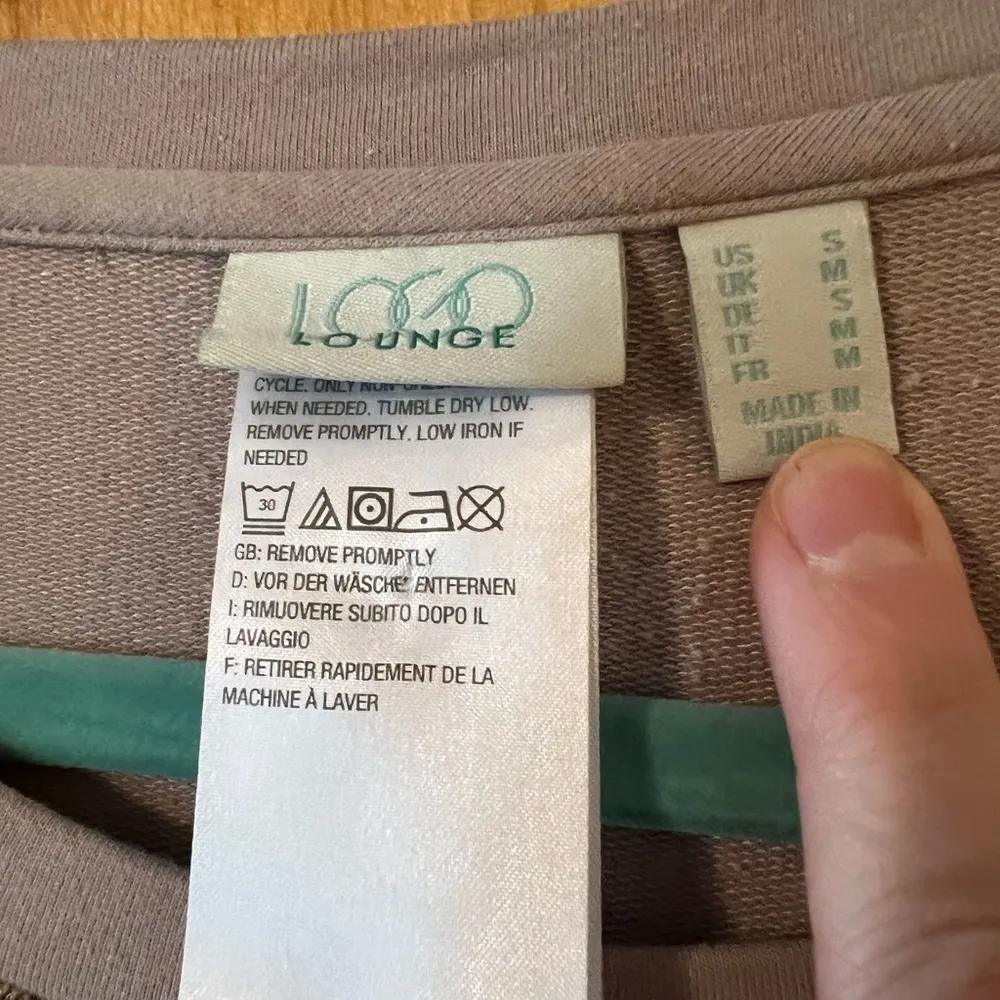 LOGO
LOUNGE
CYCLE. ONLY NON-
WHEN NEEDED. TUMBLE DRY LOW.
REMOVE PROMPTLY. LOW IRON IF
NEEDED
30
GB: REMOVE PROMPTLY
D: VOR DER WÄSCHE ENTFERNEN
I: RIMUOVERE SUBITO DOPO IL
LAVAGGIO
F: RETIRER RAPIDEMENT DE LA
MACHINE À LAVER
US S
UK M
DE S
IT M
FR M
MADE IN
INDIA